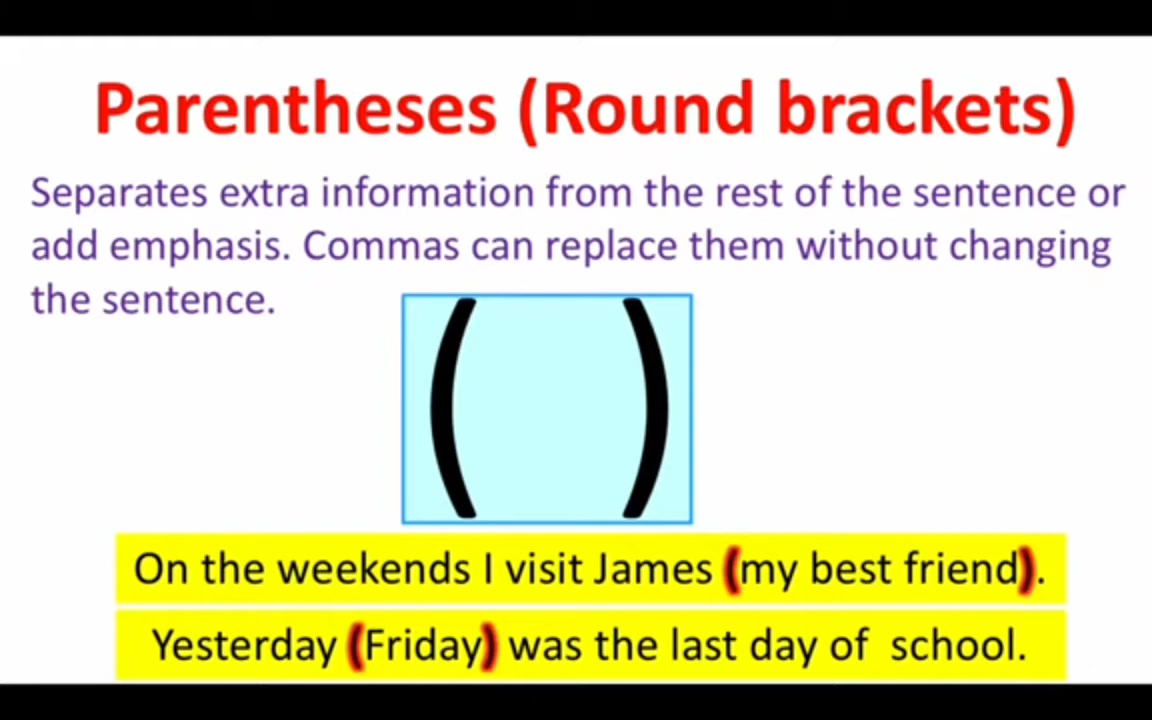 Parentheses (Round brackets)
Separates extra information from the rest of the sentence or
add emphasis. Commas can replace them without changing
the sentence.
( )
On the weekends I visit James (my best friend).
Yesterday (Friday) was the last day of school.